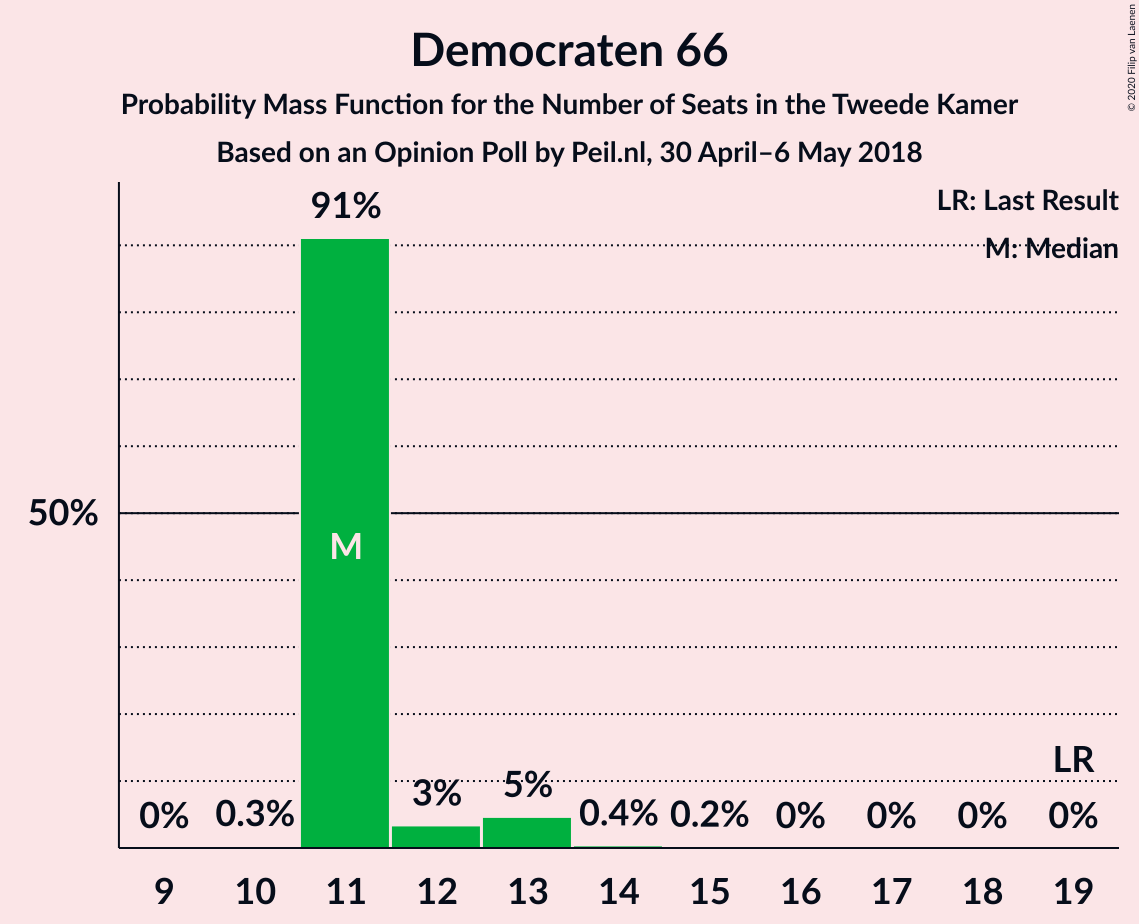 Democraten 66
Probability Mass Function for the Number of Seats in the Tweede Kamer
Based on an Opinion Poll by Peil.nl, 30 April–6 May 2018
© 2020 Filip van Laenen
LR: Last Result
M: Median
91%
50%
M
LR
0% 0.3% 3% 5% 0.4% 0.2% 0% 0% 0% 0%
9 10 11 12 13 14 15 16 17 18 19